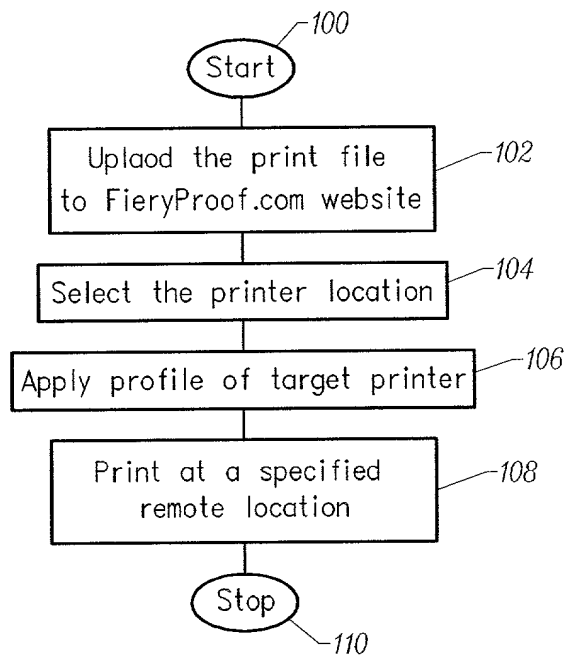 100
Start
Uplaod the print file
to FieryProof.com website
102
Select the printer location
104
Apply profile of target printer
106
Print at a specified
remote location
108
Stop
110